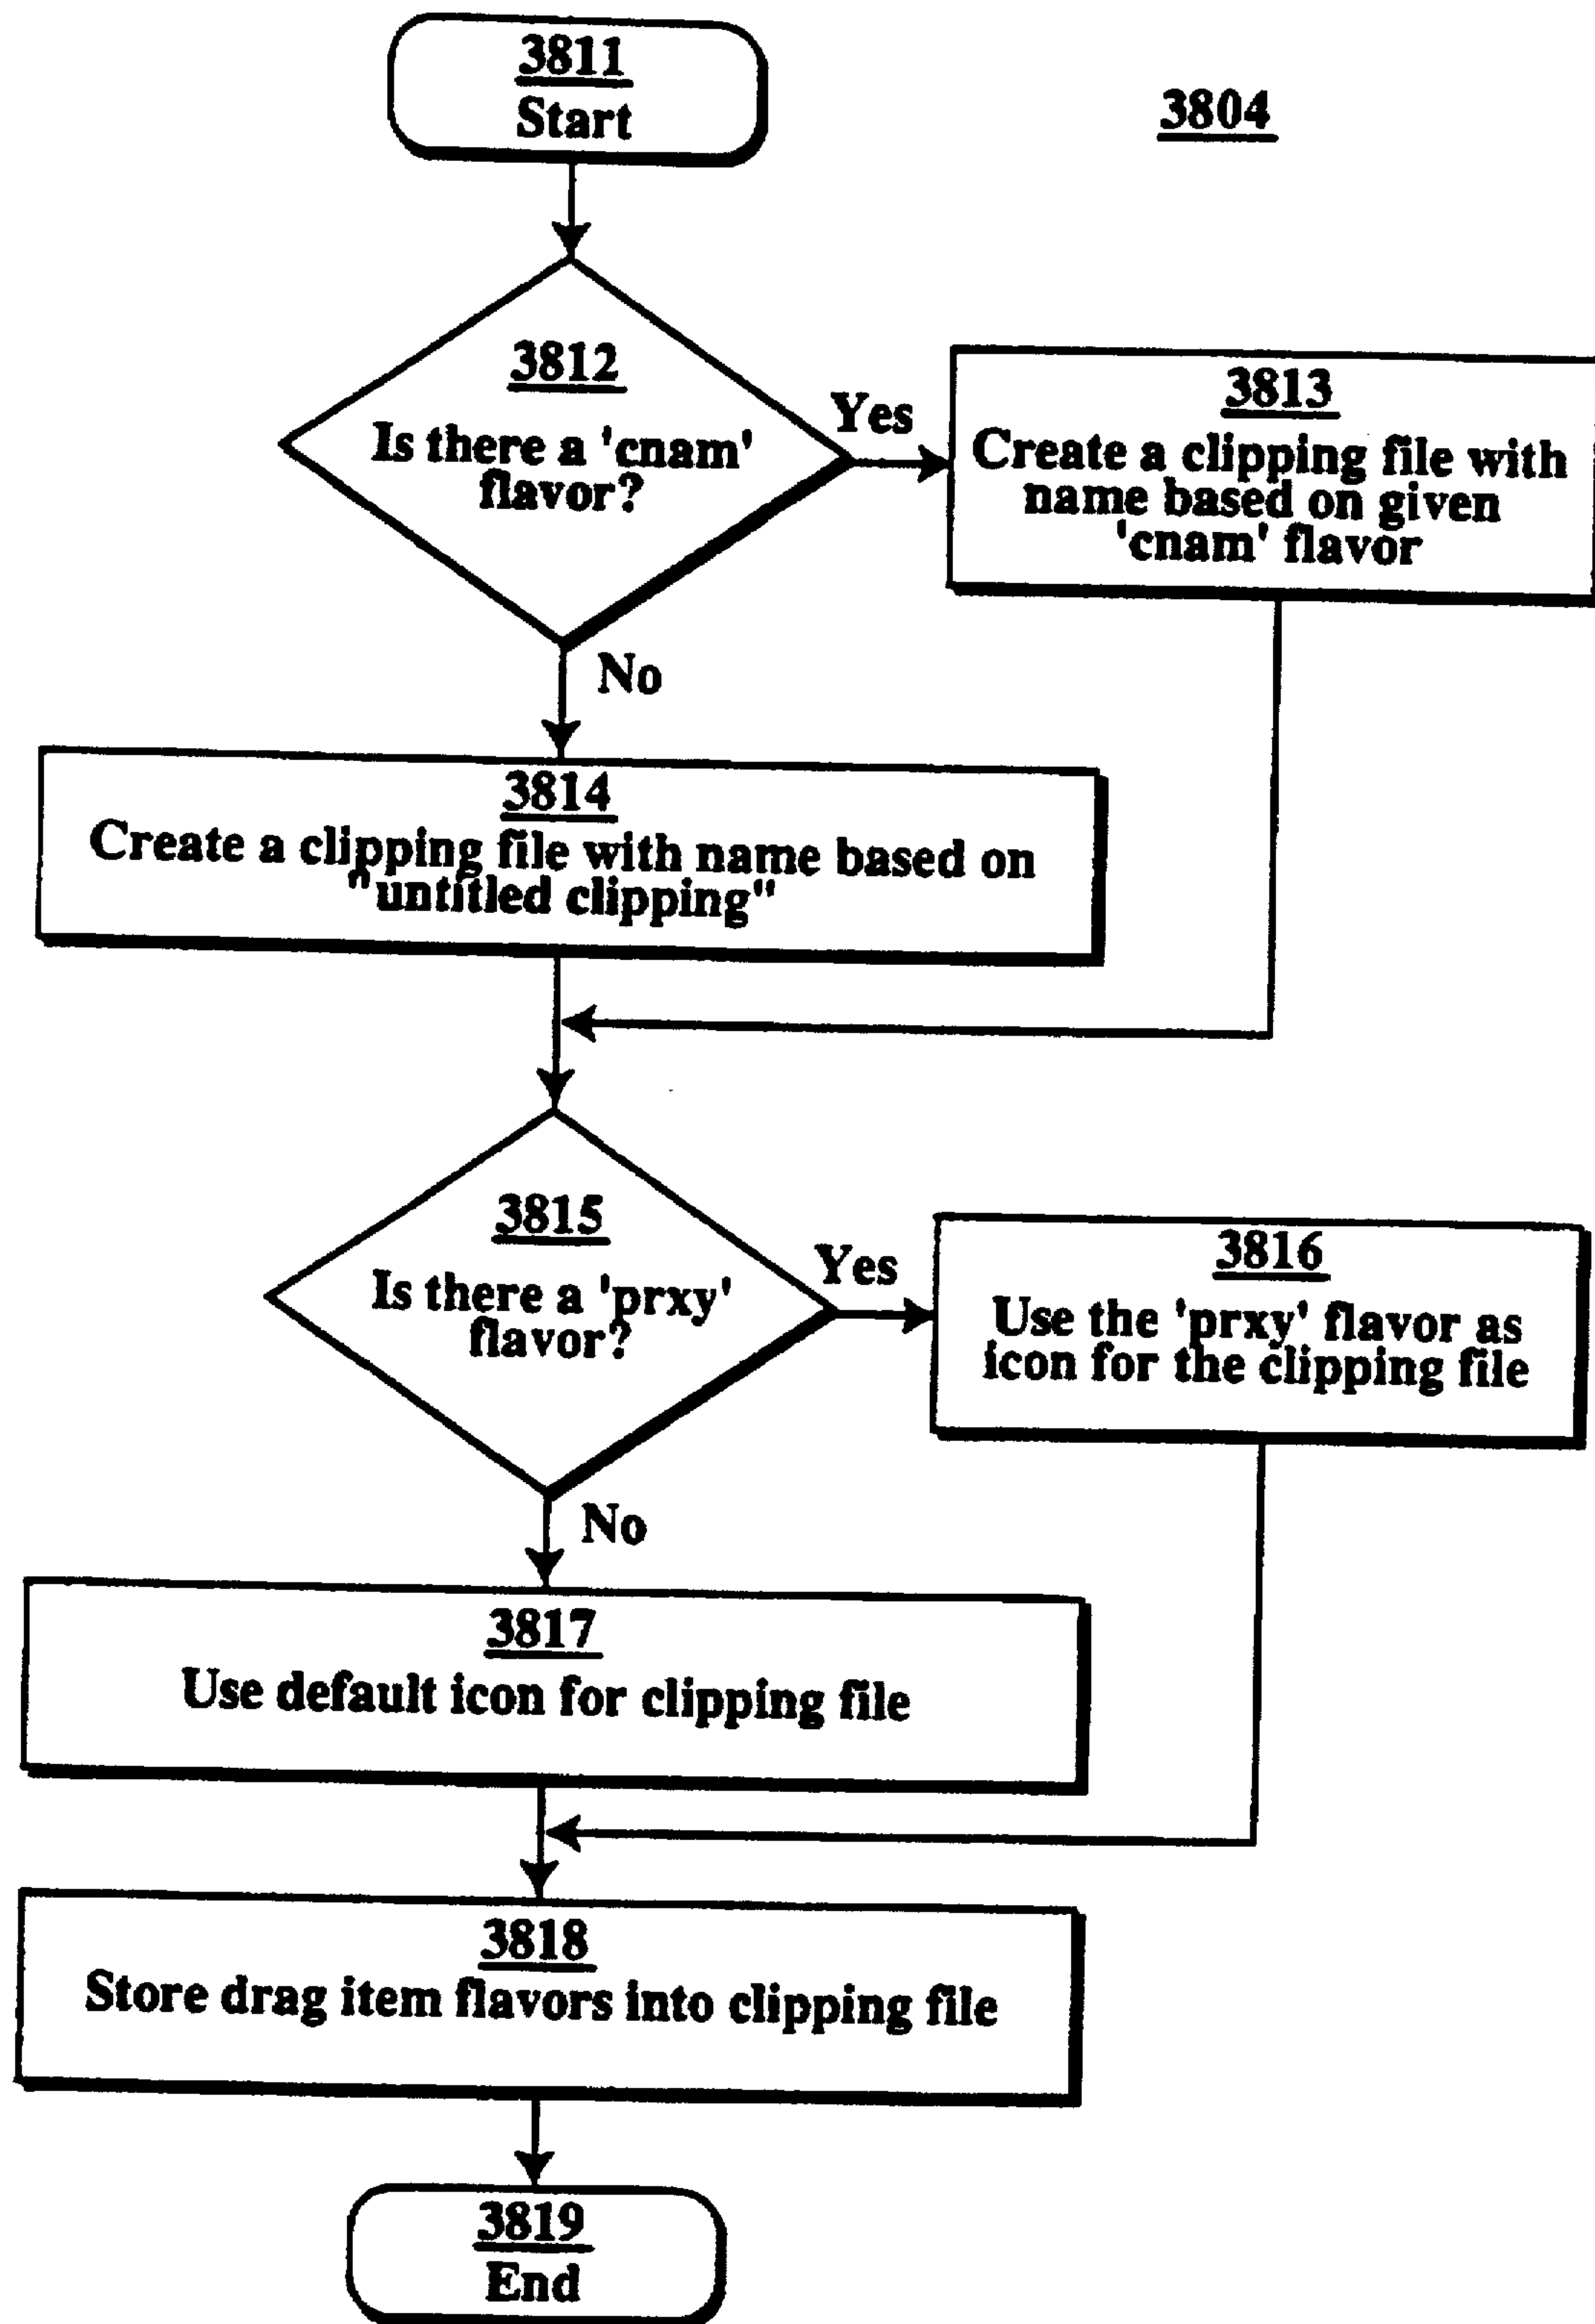 3811
Start
3804
3812
Is there a 'cnam'
flavor?
Yes
3813
Create a clipping file with
name based on given
'cnam' flavor
No
3814
Create a clipping file with name based on
"untitled clipping"
3815
Is there a 'prxy'
flavor?
Yes
3816
Use the 'prxy' flavor as
icon for the clipping file
No
3817
Use default icon for clipping file
3818
Store drag item flavors into clipping file
3819
End